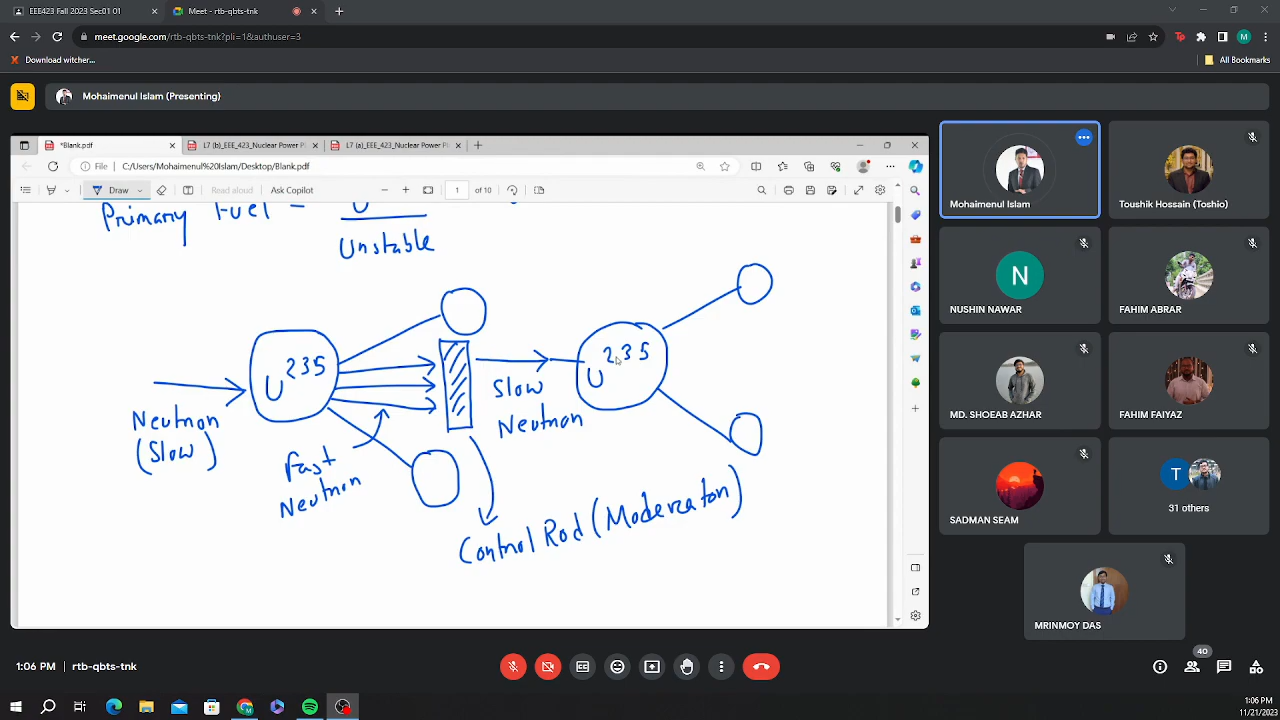 EEE423 Fall 2023 Sec01 01
Meet - rtb-qbts-tnk
meet.google.com/rtb-qbts-tnk?pli=1&authuser=3
Download witcher...
All Bookmarks
Mohaimenul Islam (Presenting)
*Blank.pdf
L7 (b)_EEE_423_Nuclear Power Pl
L7 (a)_EEE_423_Nuclear Power Pl
File
C:/Users/Mohaimenul%20Islam/Desktop/Blank.pdf
Draw
Read aloud
Ask Copilot
1
of 10
Primary Fuel = U
Unstable
U235
Neutron
(Slow)
Fast
Neutron
Slow
Neutron
U235
Control Rod (Moderator)
Mohaimenul Islam
Toushik Hossain (Toshio)
N
NUSHIN NAWAR
FAHIM ABRAR
MD. SHOEAB AZHAR
FAHIM FAIYAZ
SADMAN SEAM
T
31 others
MRINMOY DAS
1:06 PM
rtb-qbts-tnk
40
1:06 PM
11/21/2023